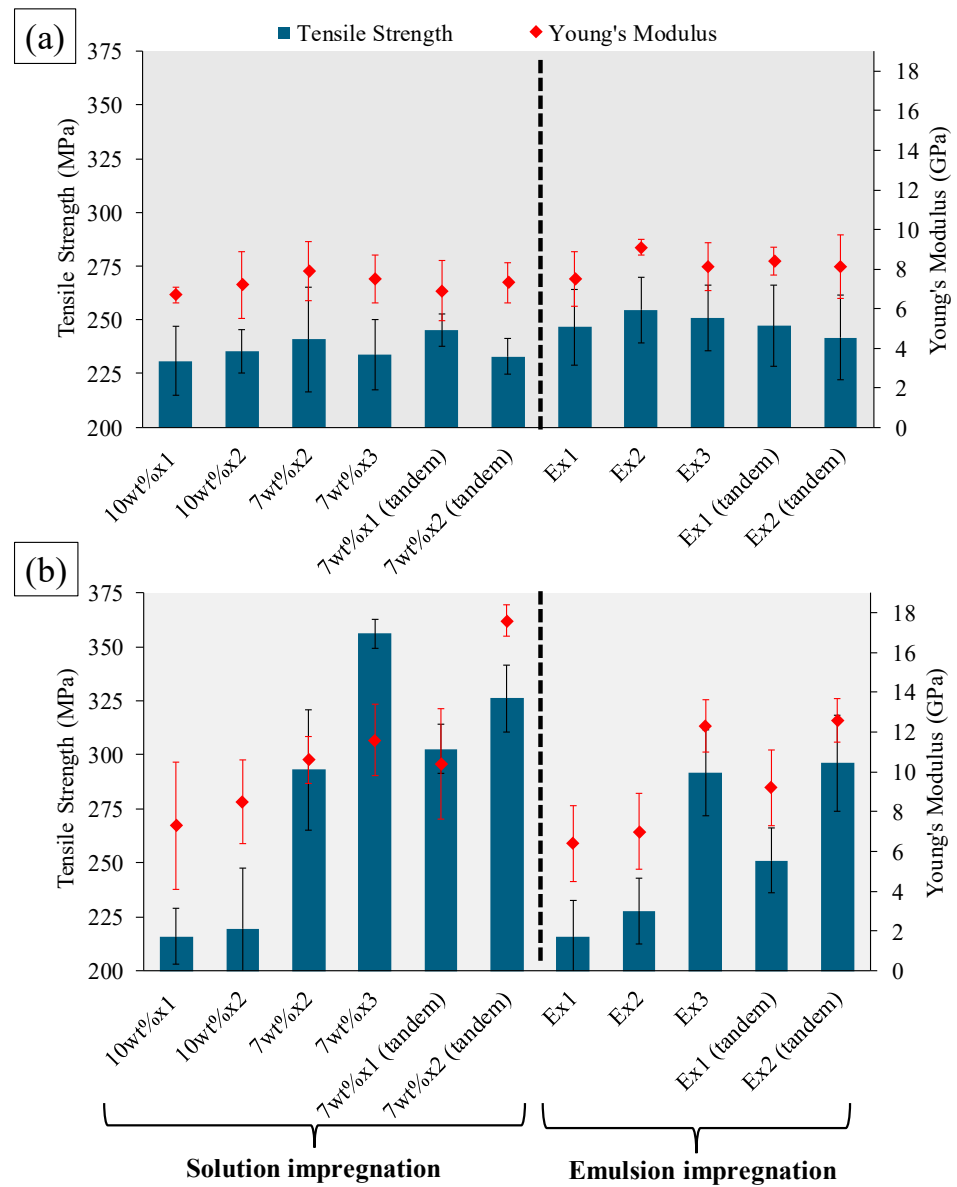 (a)
Tensile Strength Young's Modulus
Tensile Strength (MPa)
375
350
325
300
275
250
225
200
Young's Modulus (GPa)
18
16
14
12
10
8
6
4
2
0
10wt%x1
10wt%x2
7wt%x2
7wt%x3
7wt%x1 (tandem)
7wt%x2 (tandem)
Ex1
Ex2
Ex3
Ex1 (tandem)
Ex2 (tandem)
(b)
Tensile Strength (MPa)
375
350
325
300
275
250
225
200
Young's Modulus (GPa)
18
16
14
12
10
8
6
4
2
0
10wt%x1
10wt%x2
7wt%x2
7wt%x3
7wt%x1 (tandem)
7wt%x2 (tandem)
Ex1
Ex2
Ex3
Ex1 (tandem)
Ex2 (tandem)
Solution impregnation
Emulsion impregnation